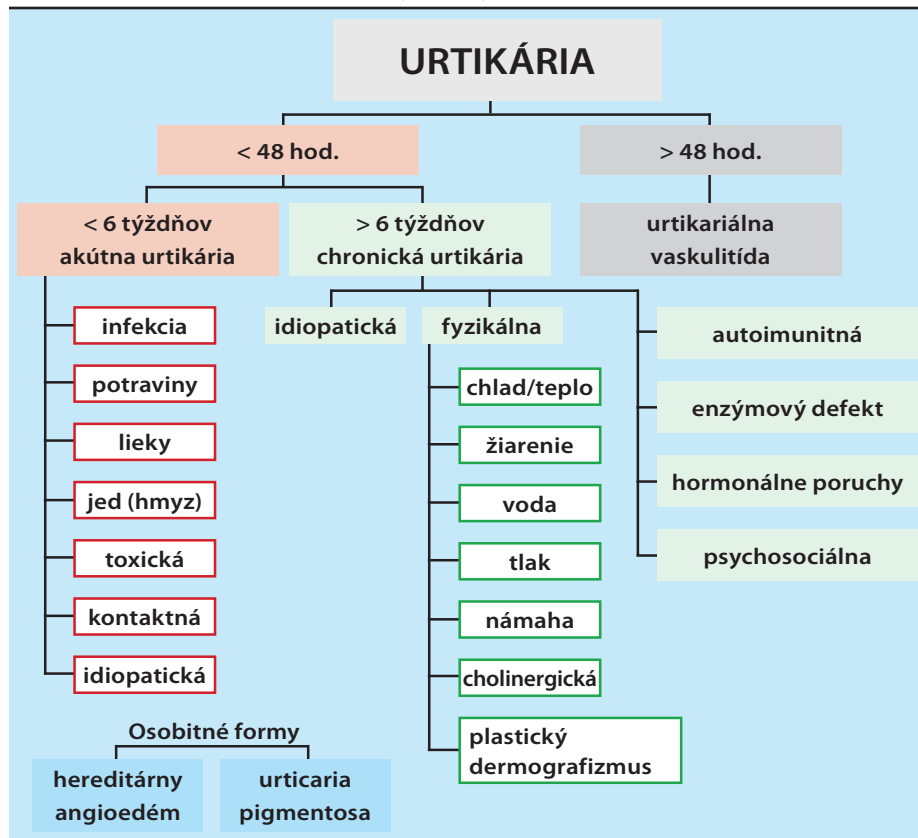 URTIKÁRIA
< 48 hod.
> 48 hod.
< 6 týždňov
akútna urtikária
> 6 týždňov
chronická urtikária
urtikariálna
vaskulitída
infekcia
potraviny
lieky
jed (hmyz)
toxická
kontaktná
idiopatická
idiopatická
fyzikálna
chlad/teplo
žiarenie
voda
tlak
námaha
cholinergická
plastický
dermografizmus
autoimunitná
enzýmový defekt
hormonálne poruchy
psychosociálna
Osobitné formy
hereditárny
angioedém
urticaria
pigmentosa